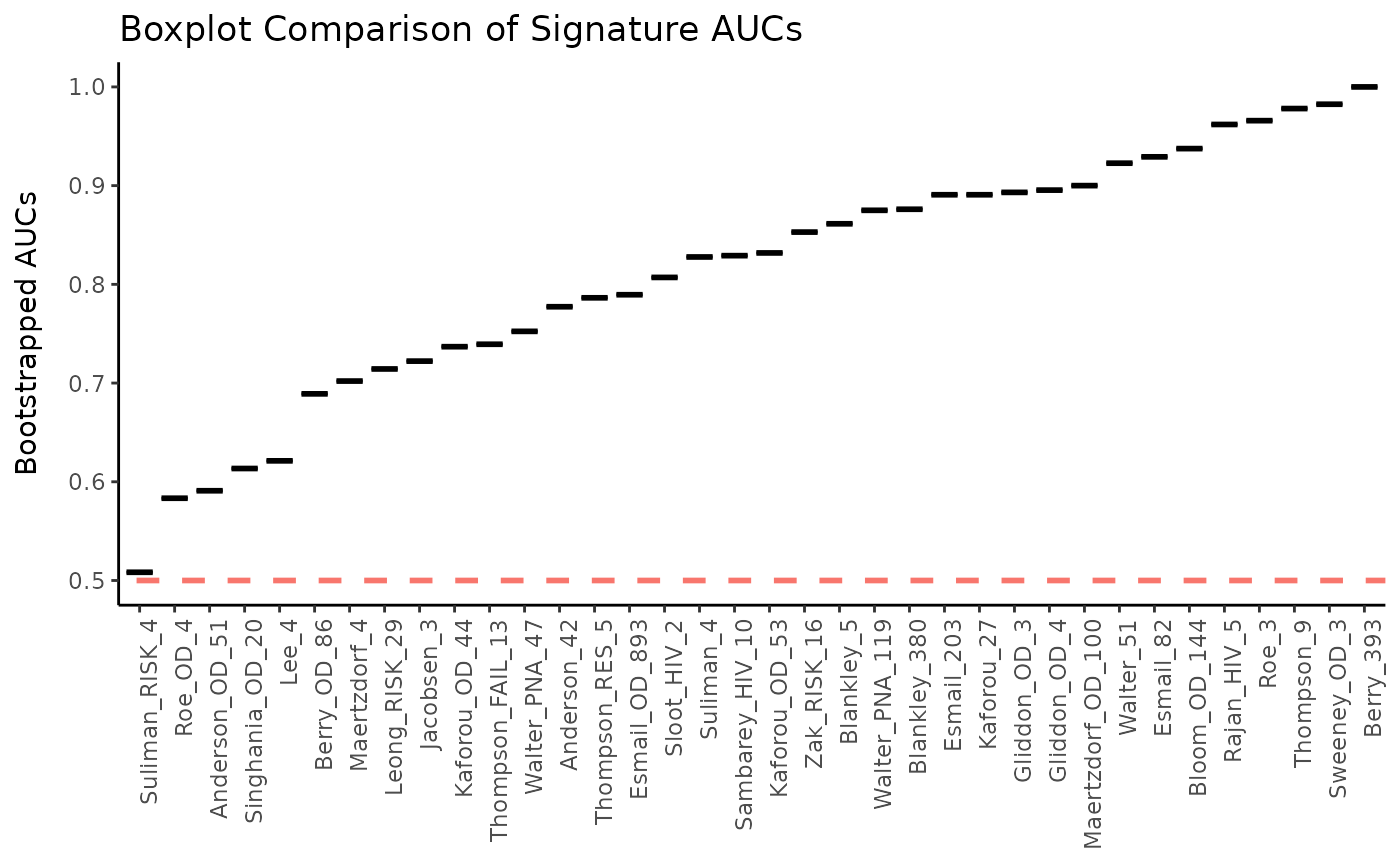 Boxplot Comparison of Signature AUCs
Bootstrapped AUCs
1.0
0.9
0.8
0.7
0.6
0.5
Suliman_RISK_4
Roe_OD_4
Anderson_OD_51
Singhania_OD_20
Lee_4
Berry_OD_86
Maertzdorf_4
Leong_RISK_29
Jacobsen_3
Kaforou_OD_44
Thompson_FAIL_13
Walter_PNA_47
Anderson_42
Thompson_RES_5
Esmail_OD_893
Sloot_HIV_2
Suliman_4
Sambarey_HIV_10
Kaforou_OD_53
Zak_RISK_16
Blankley_5
Walter_PNA_119
Blankley_380
Esmail_203
Kaforou_27
Gliddon_OD_3
Gliddon_OD_4
Maertzdorf_OD_100
Walter_51
Esmail_82
Bloom_OD_144
Rajan_HIV_5
Roe_3
Thompson_9
Sweeney_OD_3
Berry_393